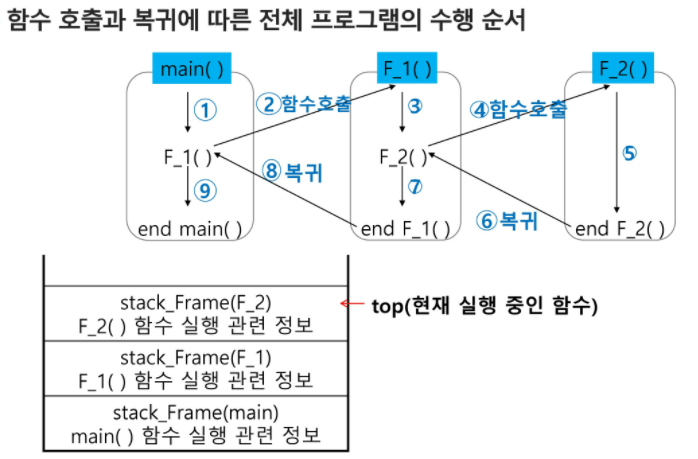 함수 호출과 복귀에 따른 전체 프로그램의 수행 순서
main( )
F_1( )
F_2( )
①
②함수호출
③
④함수호출
F_1( )
F_2( )
⑤
⑧복귀
⑨
⑦
⑥복귀
end main( )
end F_1( )
end F_2( )
stack_Frame(F_2)
F_2( ) 함수 실행 관련 정보
top(현재 실행 중인 함수)
stack_Frame(F_1)
F_1( ) 함수 실행 관련 정보
stack_Frame(main)
main( ) 함수 실행 관련 정보